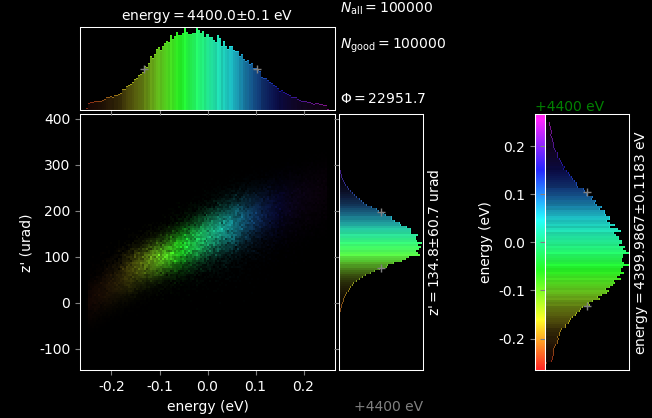 energy = 4400.0±0.1 eV
N_all = 100000
N_good = 100000
Φ = 22951.7
400
300
200
100
0
-100
z' (urad)
-0.2
-0.1
0.0
0.1
0.2
energy (eV)
+4400 eV
z' = 134.8±60.7 urad
+4400 eV
0.2
0.1
0.0
-0.1
-0.2
energy (eV)
energy = 4399.9867±0.1183 eV